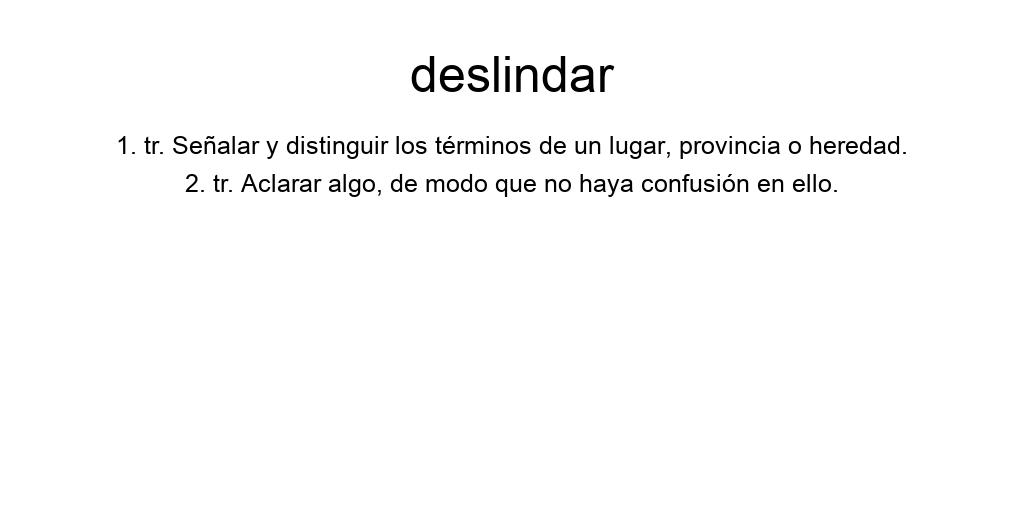 deslindar
1. tr. Señalar y distinguir los términos de un lugar, provincia o heredad.
2. tr. Aclarar algo, de modo que no haya confusión en ello.